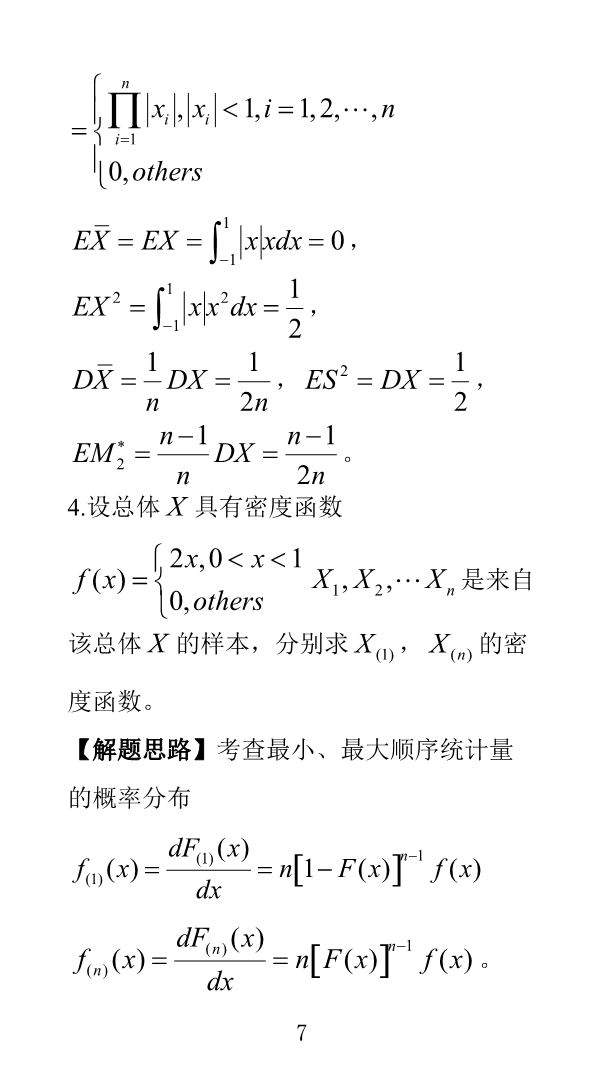 $= \begin{cases} \prod_{i=1}^{n} |x_i|, |x_i| < 1, i = 1, 2, \cdots, n \\ 0, others \end{cases}$
$E\bar{X} = EX = \int_{-1}^{1} |x| x dx = 0$，
$EX^2 = \int_{-1}^{1} |x| x^2 dx = \frac{1}{2}$，
$D\bar{X} = \frac{1}{n} DX = \frac{1}{2n}$， $ES^2 = DX = \frac{1}{2}$，
$EM_2^* = \frac{n-1}{n} DX = \frac{n-1}{2n}$。
4.设总体 $X$ 具有密度函数
$f(x) = \begin{cases} 2x, 0 < x < 1 \\ 0, others \end{cases}$ $X_1, X_2, \cdots X_n$ 是来自
该总体 $X$ 的样本，分别求 $X_{(1)}$， $X_{(n)}$ 的密
度函数。
【解题思路】考查最小、最大顺序统计量
的概率分布
$f_{(1)}(x) = \frac{dF_{(1)}(x)}{dx} = n[1 - F(x)]^{n-1} f(x)$
$f_{(n)}(x) = \frac{dF_{(n)}(x)}{dx} = n[F(x)]^{n-1} f(x)$。
7